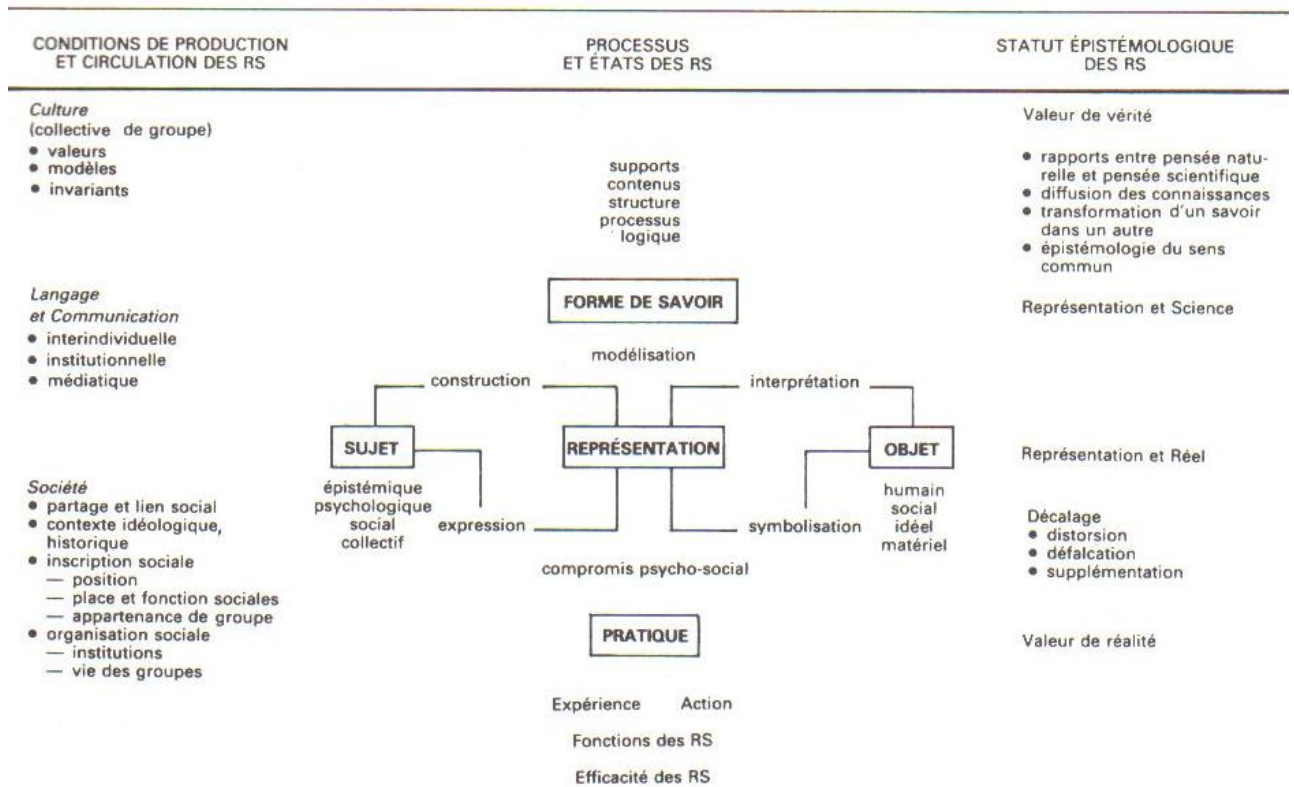 CONDITIONS DE PRODUCTION
ET CIRCULATION DES RS
PROCESSUS
ET ÉTATS DES RS
STATUT ÉPISTÉMOLOGIQUE
DES RS
Culture
(collective de groupe)
• valeurs
• modèles
• invariants
Langage
et Communication
• interindividuelle
• institutionnelle
• médiatique
Société
• partage et lien social
• contexte idéologique,
historique
• inscription sociale
— position
— place et fonction sociales
— appartenance de groupe
• organisation sociale
— institutions
— vie des groupes
supports
contenus
structure
processus
logique
FORME DE SAVOIR
modélisation
construction
interprétation
SUJET
REPRÉSENTATION
OBJET
épistémique
psychologique
social
collectif
expression
symbolisation
humain
social
idéel
matériel
compromis psycho-social
PRATIQUE
Expérience Action
Fonctions des RS
Efficacité des RS
Valeur de vérité
• rapports entre pensée natu-
relle et pensée scientifique
• diffusion des connaissances
• transformation d'un savoir
dans un autre
• épistémologie du sens
commun
Représentation et Science
Représentation et Réel
Décalage
• distorsion
• défalcation
• supplémentation
Valeur de réalité